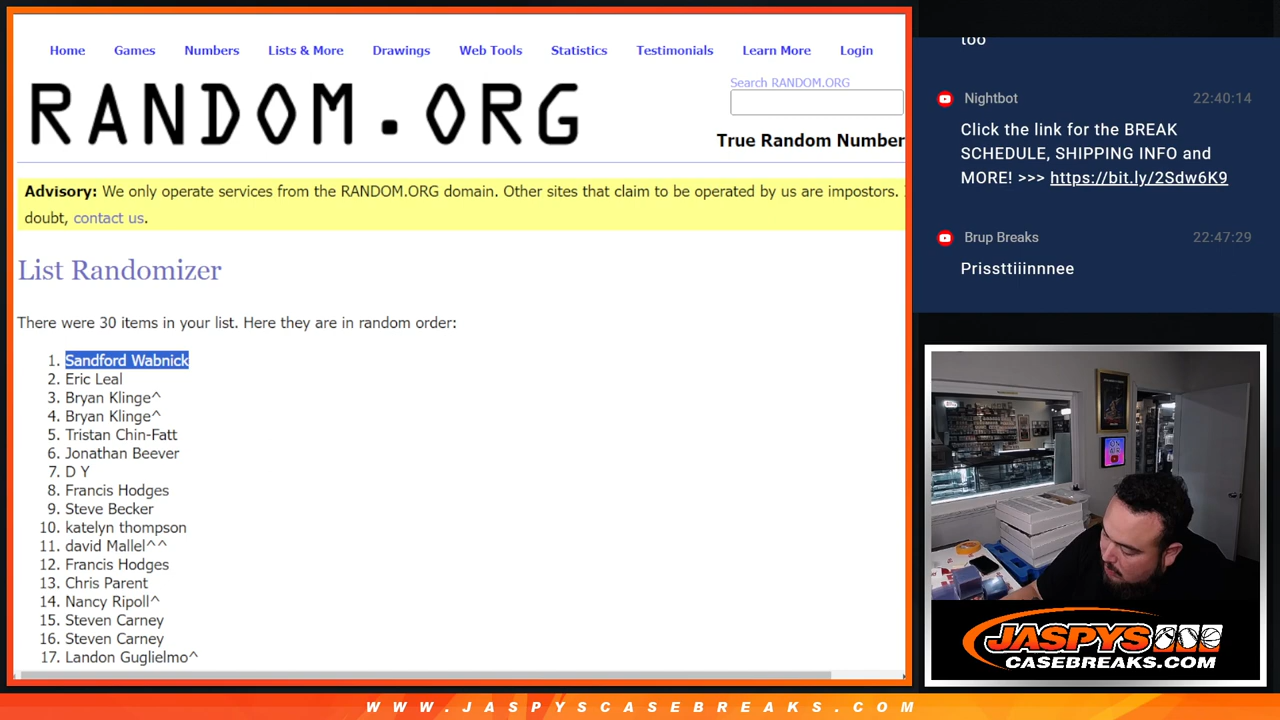 Home Games Numbers Lists & More Drawings Web Tools Statistics Testimonials Learn More Login
RANDOM.ORG
Search RANDOM.ORG
True Random Number
Advisory: We only operate services from the RANDOM.ORG domain. Other sites that claim to be operated by us are impostors.
doubt, contact us.
List Randomizer
There were 30 items in your list. Here they are in random order:
1. Sandford Wabnick
2. Eric Leal
3. Bryan Klinge^
4. Bryan Klinge^
5. Tristan Chin-Fatt
6. Jonathan Beever
7. D Y
8. Francis Hodges
9. Steve Becker
10. katelyn thompson
11. david Mallel^^
12. Francis Hodges
13. Chris Parent
14. Nancy Ripoll^
15. Steven Carney
16. Steven Carney
17. Landon Guglielmo^
too
Nightbot 22:40:14
Click the link for the BREAK
SCHEDULE, SHIPPING INFO and
MORE! >>> https://bit.ly/2Sdw6K9
Brup Breaks 22:47:29
Prissttiiinnnee
ON
AIR
JASPYS
CASEBREAKS.COM
WWW.JASPYSCASEBREAKS.COM